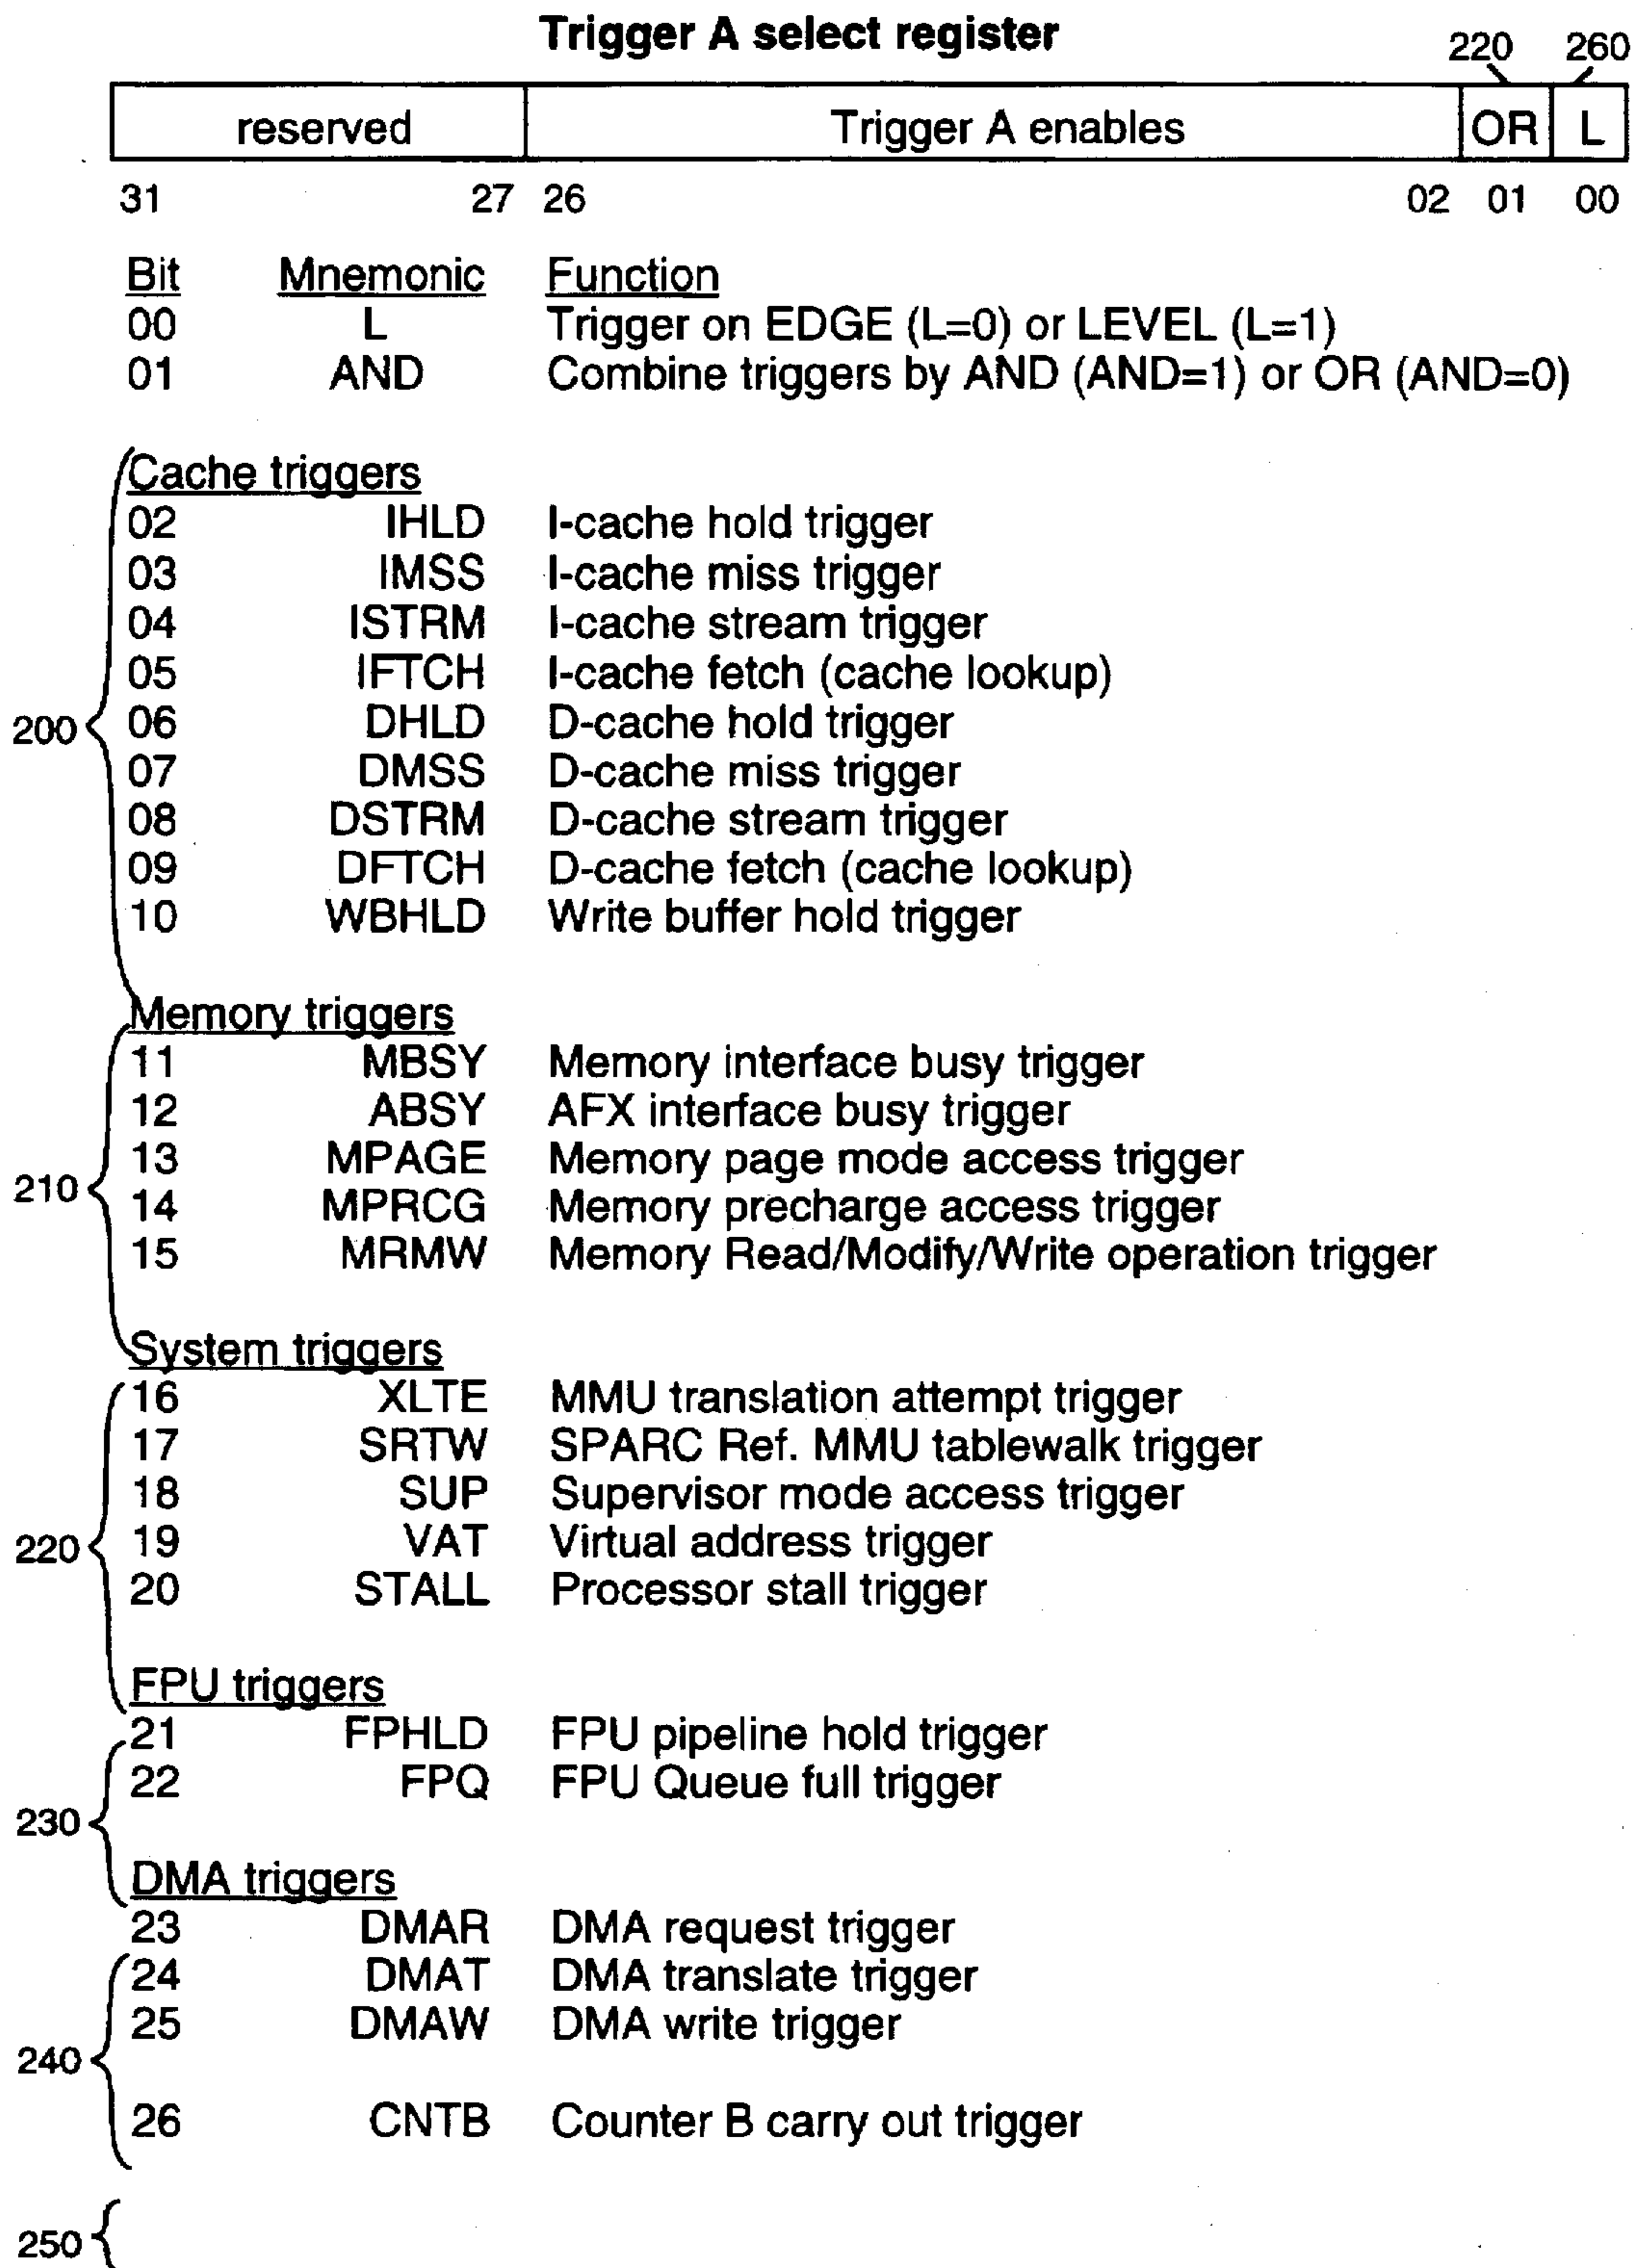 Trigger A select register
220 260
reserved Trigger A enables OR L
31 27 26 02 01 00
Bit Mnemonic Function
00 L Trigger on EDGE (L=0) or LEVEL (L=1)
01 AND Combine triggers by AND (AND=1) or OR (AND=0)
Cache triggers
02 IHLD I-cache hold trigger
03 IMSS I-cache miss trigger
04 ISTRM I-cache stream trigger
05 IFTCH I-cache fetch (cache lookup)
200 06 DHLD D-cache hold trigger
07 DMSS D-cache miss trigger
08 DSTRM D-cache stream trigger
09 DFTCH D-cache fetch (cache lookup)
10 WBHLD Write buffer hold trigger
Memory triggers
11 MBSY Memory interface busy trigger
12 ABSY AFX interface busy trigger
13 MPAGE Memory page mode access trigger
210 14 MPRCG Memory precharge access trigger
15 MRMW Memory Read/Modify/Write operation trigger
System triggers
16 XLTE MMU translation attempt trigger
17 SRTW SPARC Ref. MMU tablewalk trigger
18 SUP Supervisor mode access trigger
220 19 VAT Virtual address trigger
20 STALL Processor stall trigger
FPU triggers
21 FPHLD FPU pipeline hold trigger
22 FPQ FPU Queue full trigger
230
DMA triggers
23 DMAR DMA request trigger
24 DMAT DMA translate trigger
25 DMAW DMA write trigger
240
26 CNTB Counter B carry out trigger
250